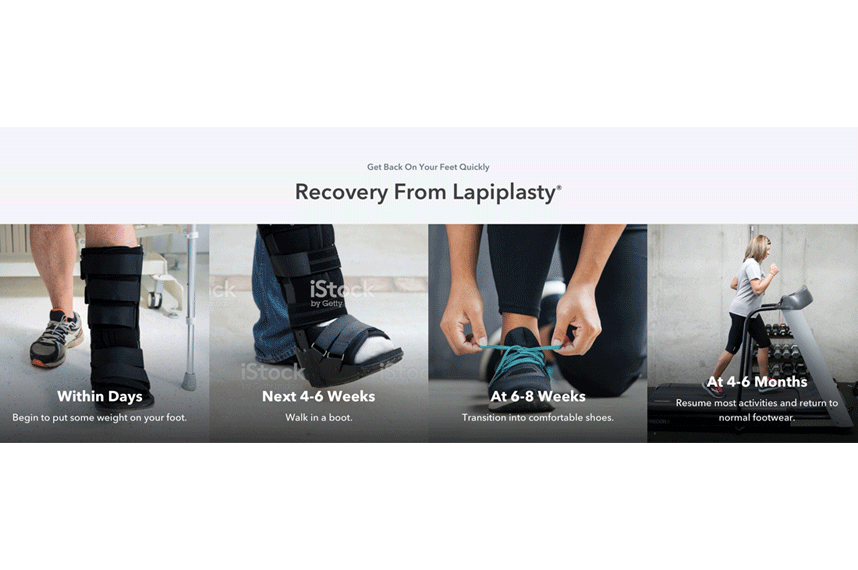 Get Back On Your Feet Quickly
Recovery From Lapiplasty®
iStock
by Getty
iStock
Within Days
Begin to put some weight on your foot.
Next 4-6 Weeks
Walk in a boot.
At 6-8 Weeks
Transition into comfortable shoes.
At 4-6 Months
Resume most activities and return to
normal footwear.